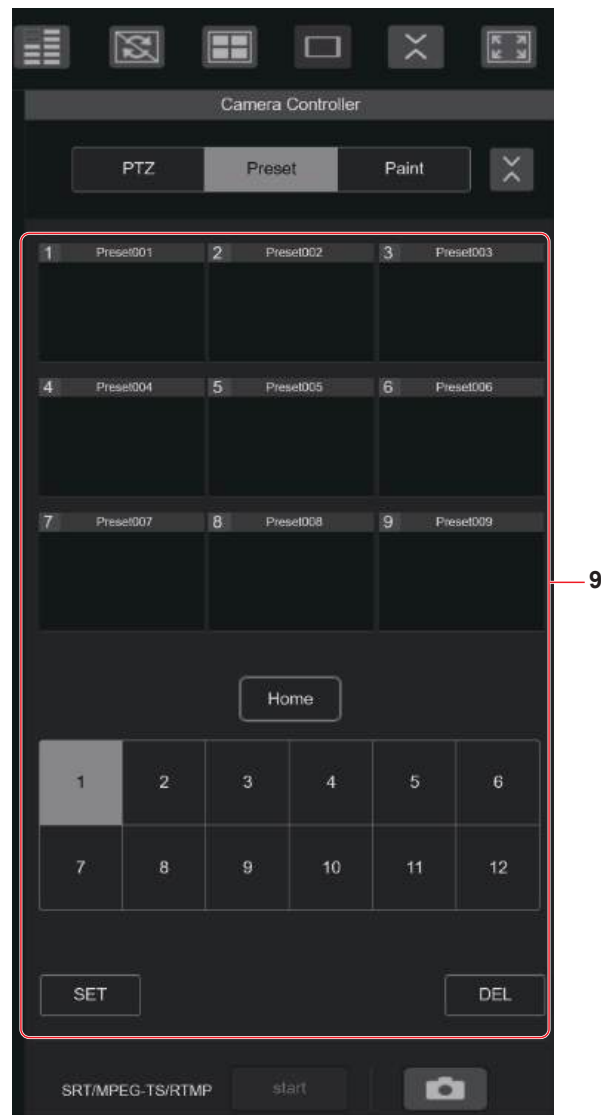 Camera Controller
PTZ Preset Paint
1 Preset001 2 Preset002 3 Preset003
4 Preset004 5 Preset005 6 Preset006
7 Preset007 8 Preset008 9 Preset009
9
Home
1 2 3 4 5 6
7 8 9 10 11 12
SET DEL
SRT/MPEG-TS/RTMP start